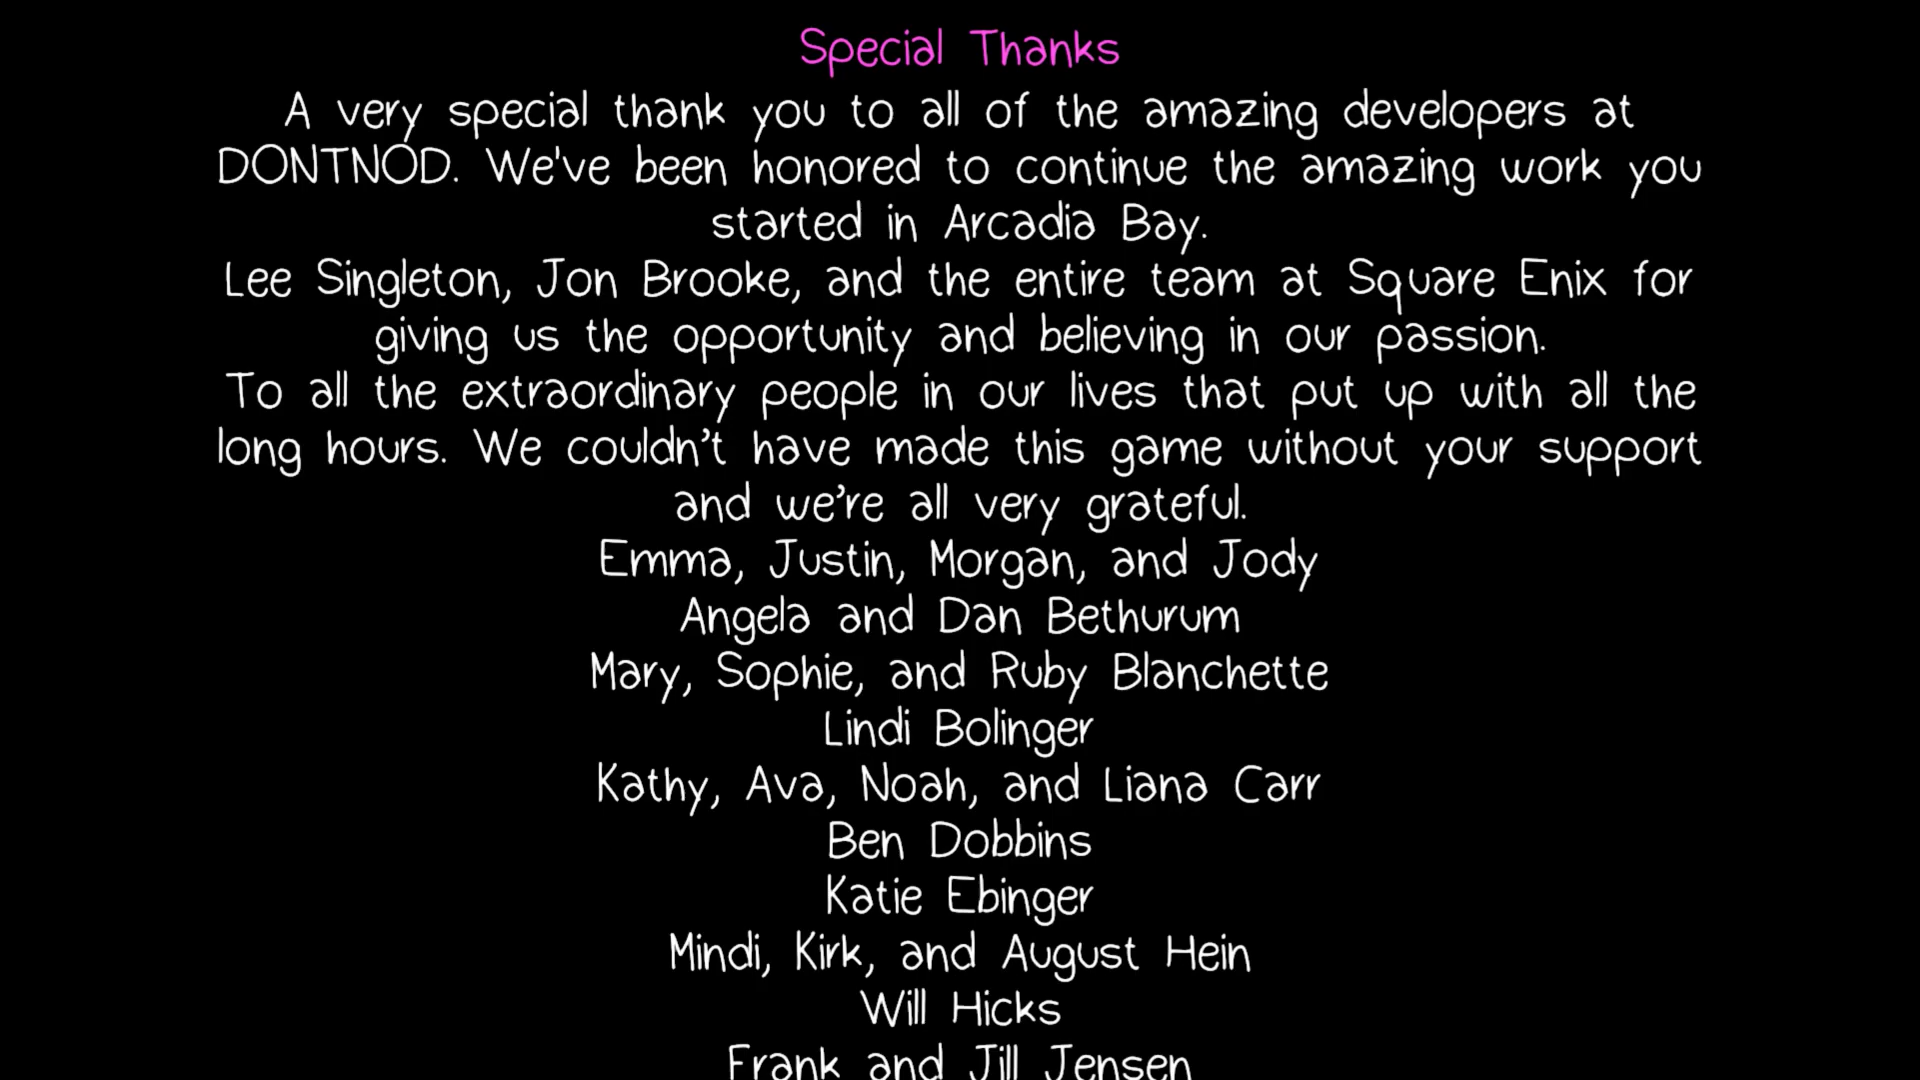 Special Thanks
A very special thank you to all of the amazing developers at
DONTNOD. We've been honored to continue the amazing work you
started in Arcadia Bay.
Lee Singleton, Jon Brooke, and the entire team at Square Enix for
giving us the opportunity and believing in our passion.
To all the extraordinary people in our lives that put up with all the
long hours. We couldn’t have made this game without your support
and we’re all very grateful.
Emma, Justin, Morgan, and Jody
Angela and Dan Bethurum
Mary, Sophie, and Ruby Blanchette
Lindi Bolinger
Kathy, Ava, Noah, and Liana Carr
Ben Dobbins
Katie Ebinger
Mindi, Kirk, and August Hein
Will Hicks
Frank and Jill Jensen